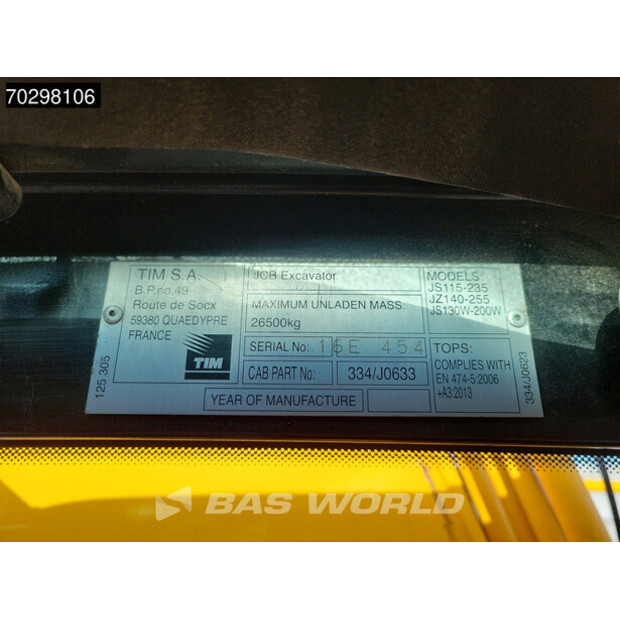 70298106
TIM S.A.
B.P.no.49
Route de Socx
59380 QUAEDYPRE
FRANCE
TIM
125 305
JCB Excavator
MAXIMUM UNLADEN MASS:
26500kg
SERIAL No: 16E 454
CAB PART No: 334/J0633
YEAR OF MANUFACTURE
MODELS:
JS115-235
JZ140-255
JS130W-200W
TOPS:
COMPLIES WITH
EN 474-5:2006
+A3:2013
334/J0623
BAS WORLD